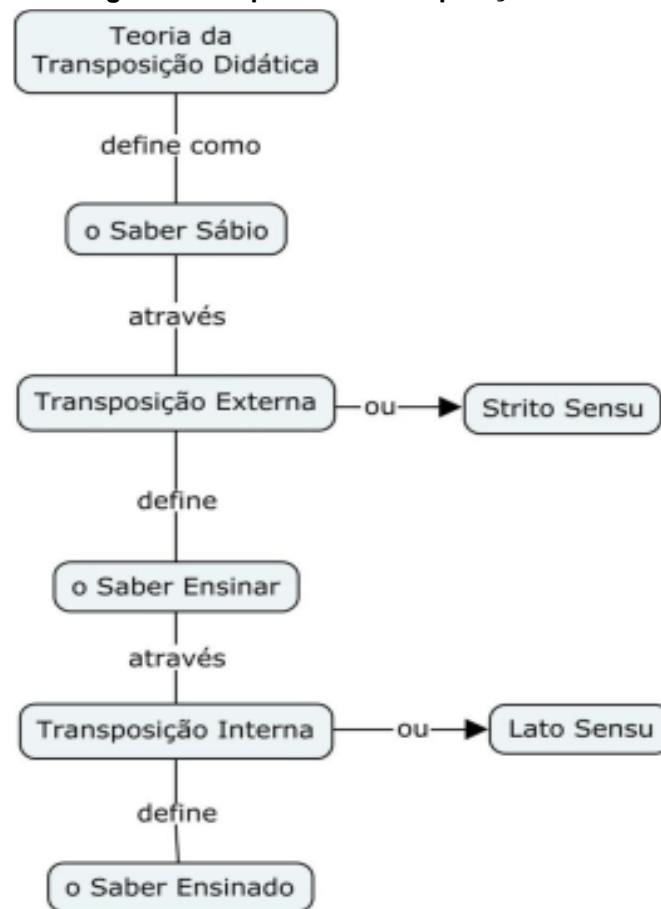 Teoria da
Transposição Didática
define como
o Saber Sábio
através
Transposição Externa
ou
Strito Sensu
define
o Saber Ensinar
através
Transposição Interna
ou
Lato Sensu
define
o Saber Ensinado